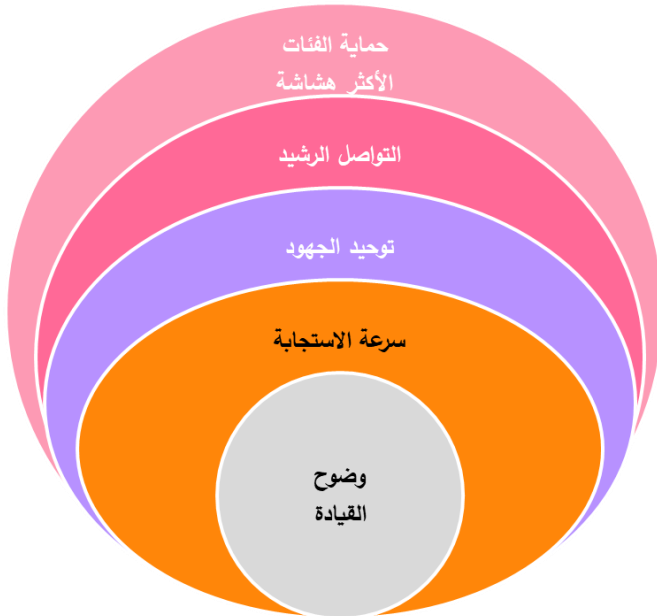 حماية الفئات
الأكثر هشاشة
التواصل الرشيد
توحيد الجهود
سرعة الاستجابة
وضوح
القيادة